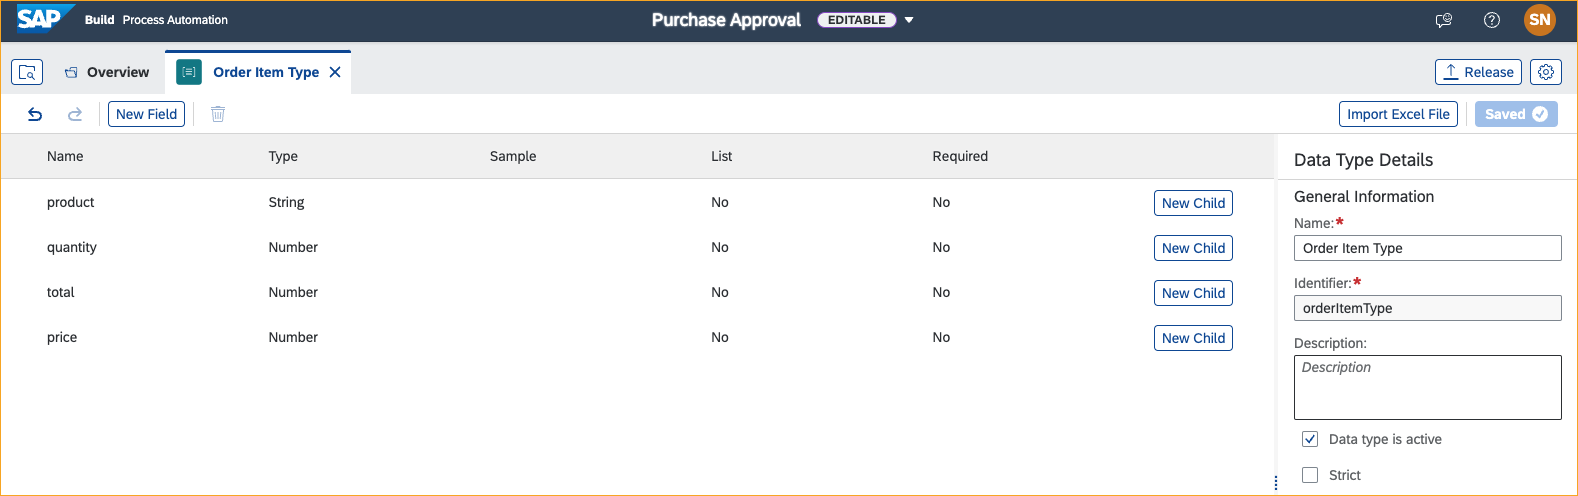 SAP Build Process Automation Purchase Approval EDITABLE SN
Overview Order Item Type Release
New Field Import Excel File Saved
Name Type Sample List Required
product String No No New Child
quantity Number No No New Child
total Number No No New Child
price Number No No New Child
Data Type Details
General Information
Name:*
Order Item Type
Identifier:*
orderItemType
Description:
Description
Data type is active
Strict